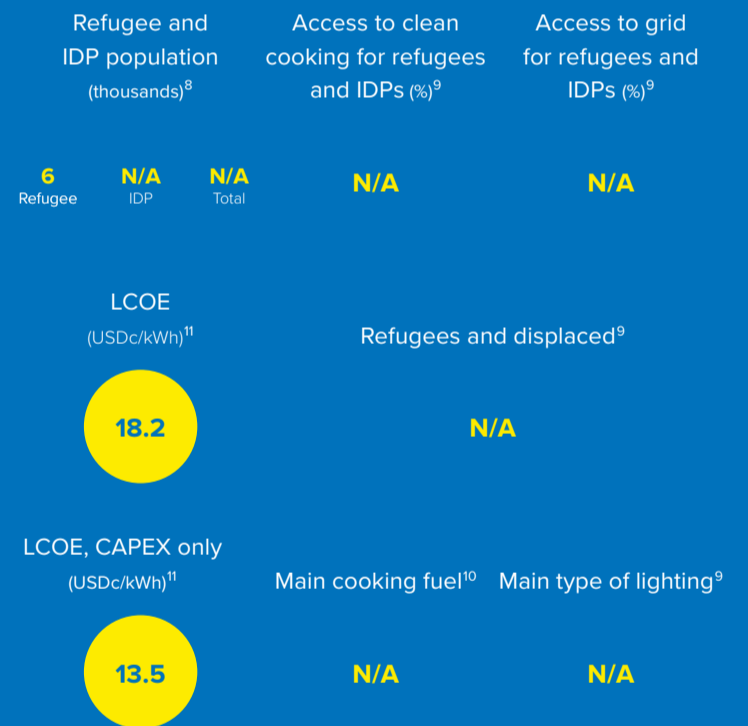 Refugee and
IDP population
(thousands)⁸
Access to clean
cooking for refugees
and IDPs (%)⁹
Access to grid
for refugees and
IDPs (%)⁹
6
Refugee
N/A
IDP
N/A
Total
N/A
N/A
LCOE
(USDc/kWh)¹¹
18.2
Refugees and displaced⁹
N/A
LCOE, CAPEX only
(USDc/kWh)¹¹
13.5
Main cooking fuel¹⁰
N/A
Main type of lighting⁹
N/A